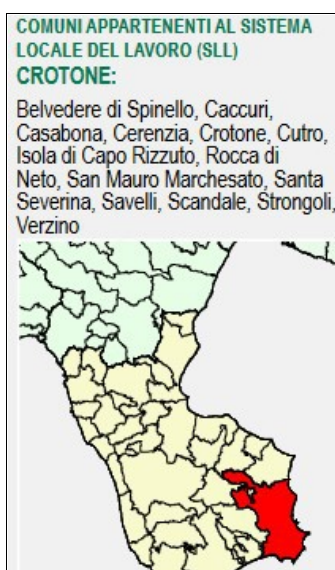 COMUNI APPARTENENTI AL SISTEMA
LOCALE DEL LAVORO (SLL)
CROTONE:
Belvedere di Spinello, Caccuri,
Casabona, Cerenzia, Crotone, Cutro,
Isola di Capo Rizzuto, Rocca di
Neto, San Mauro Marchesato, Santa
Severina, Savelli, Scandale, Strongoli,
Verzino